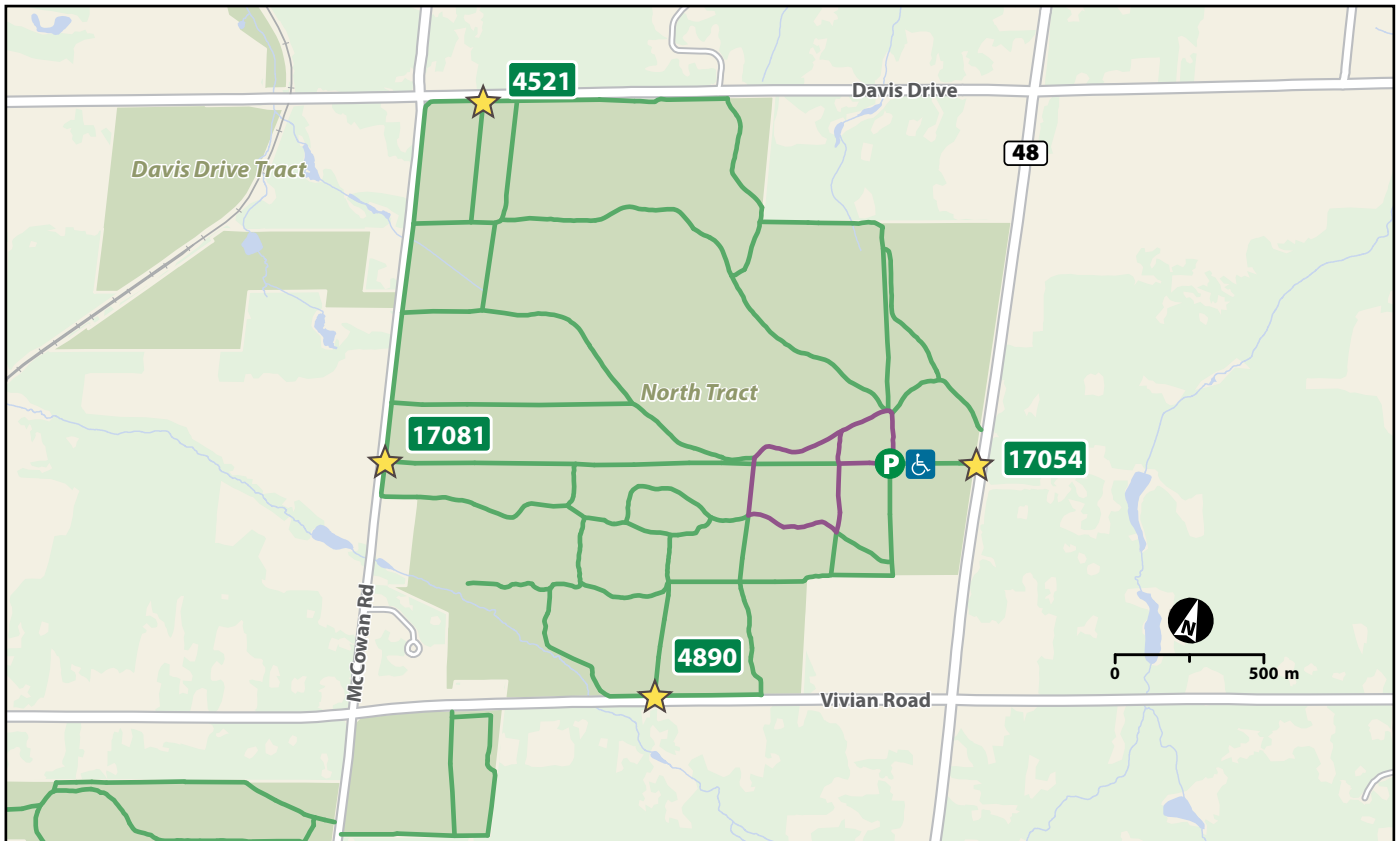 4521
Davis Drive
48
Davis Drive Tract
North Tract
17081
P
17054
McCowan Rd
N
4890
0 500 m
Vivian Road